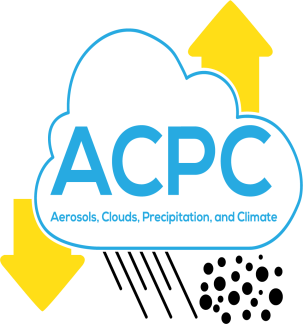 ACPC
Aerosols, Clouds, Precipitation, and Climate